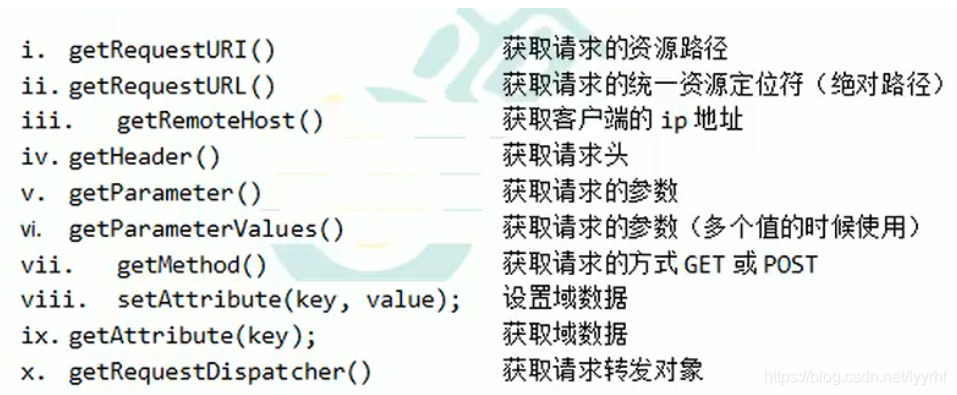 i. getRequestURI() 获取请求的资源路径
ii. getRequestURL() 获取请求的统一资源定位符（绝对路径）
iii. getRemoteHost() 获取客户端的 ip 地址
iv. getHeader() 获取请求头
v. getParameter() 获取请求的参数
vi. getParameterValues() 获取请求的参数（多个值的时候使用）
vii. getMethod() 获取请求的方式 GET 或 POST
viii. setAttribute(key, value); 设置域数据
ix. getAttribute(key); 获取域数据
x. getRequestDispatcher() 获取请求转发对象
https://blog.csdn.net/lyyrhf